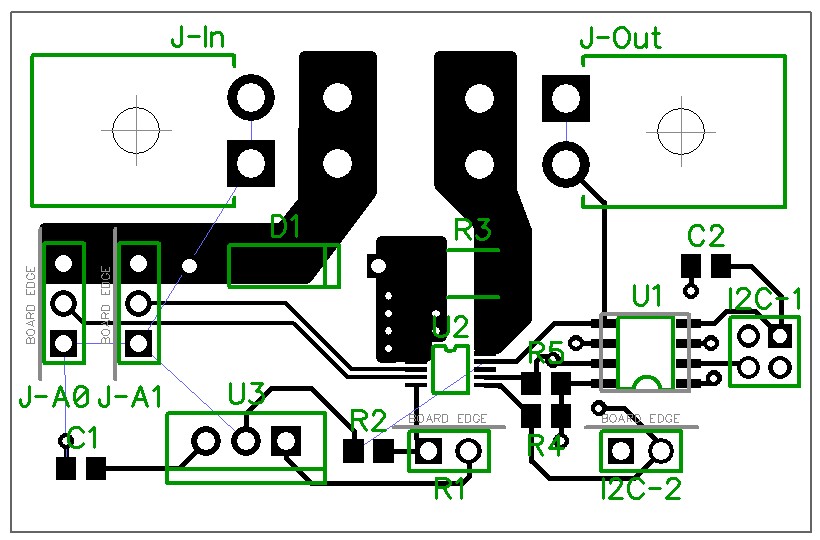 J-In
J-Out
D1
R3
C2
BOARD EDGE
BOARD EDGE
U1
I2C-1
U2
R5
J-A0
J-A1
U3
R2
BOARD EDGE
BOARD EDGE
C1
R4
R1
I2C-2